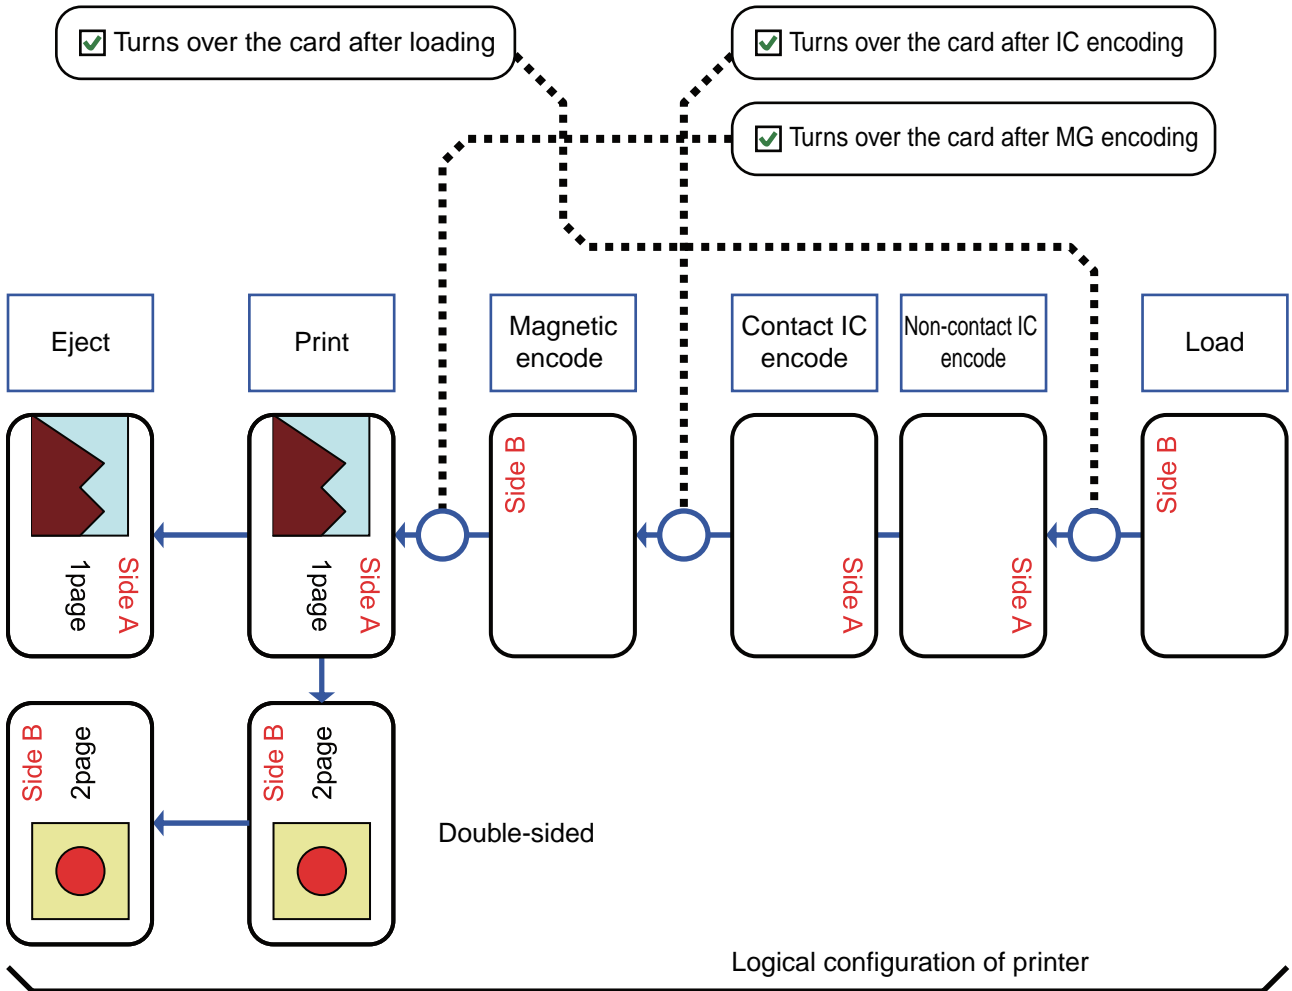 Turns over the card after loading
Turns over the card after IC encoding
Turns over the card after MG encoding
Eject
Print
Magnetic
encode
Contact IC
encode
Non-contact IC
encode
Load
Side A
1page
Side A
1page
Side B
Side A
Side A
Side B
Side B
2page
Side B
2page
Double-sided
Logical configuration of printer